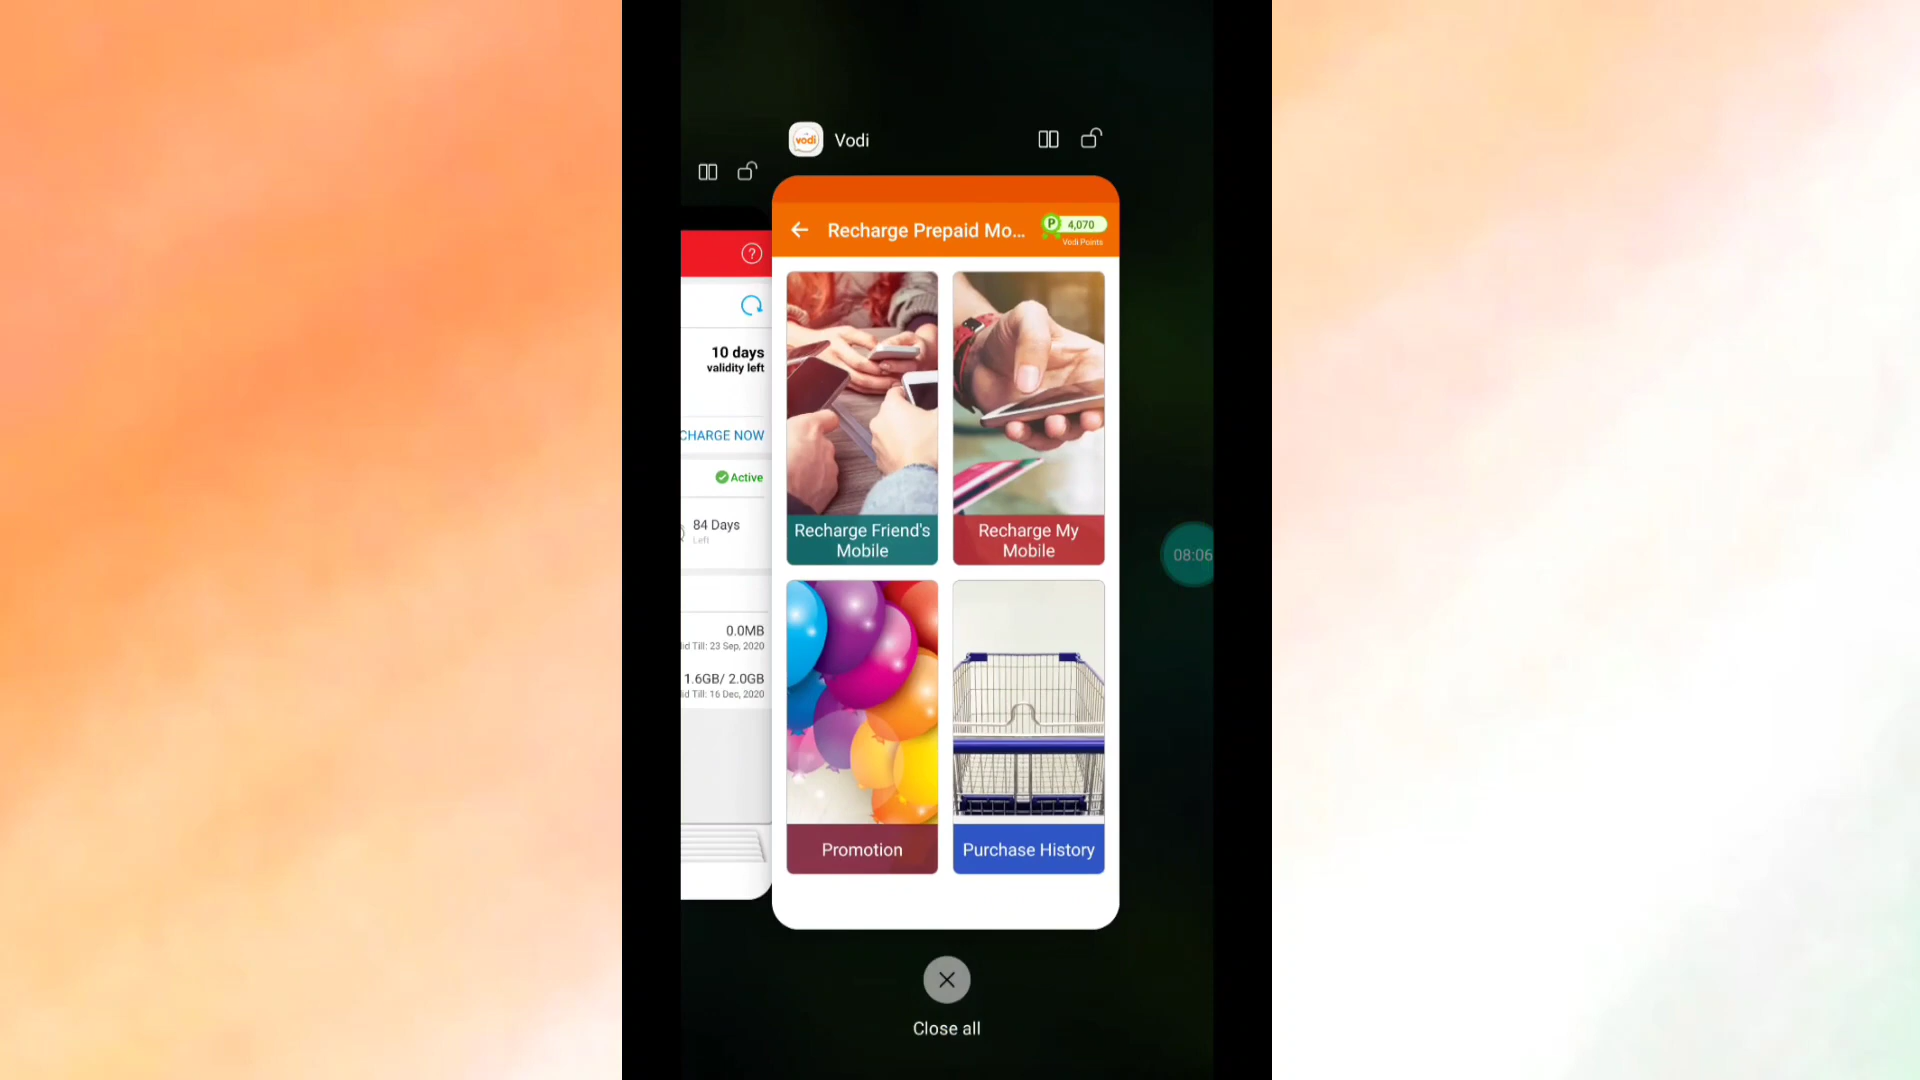 vodi
Vodi
?
10 days
validity left
CHARGE NOW
Active
84 Days
Left
0.0MB
lid Till: 23 Sep, 2020
1.6GB/ 2.0GB
lid Till: 16 Dec, 2020
Recharge Prepaid Mo...
P
4,070
Vodi Points
Recharge Friend's
Mobile
Recharge My
Mobile
Promotion
Purchase History
08:06
Close all